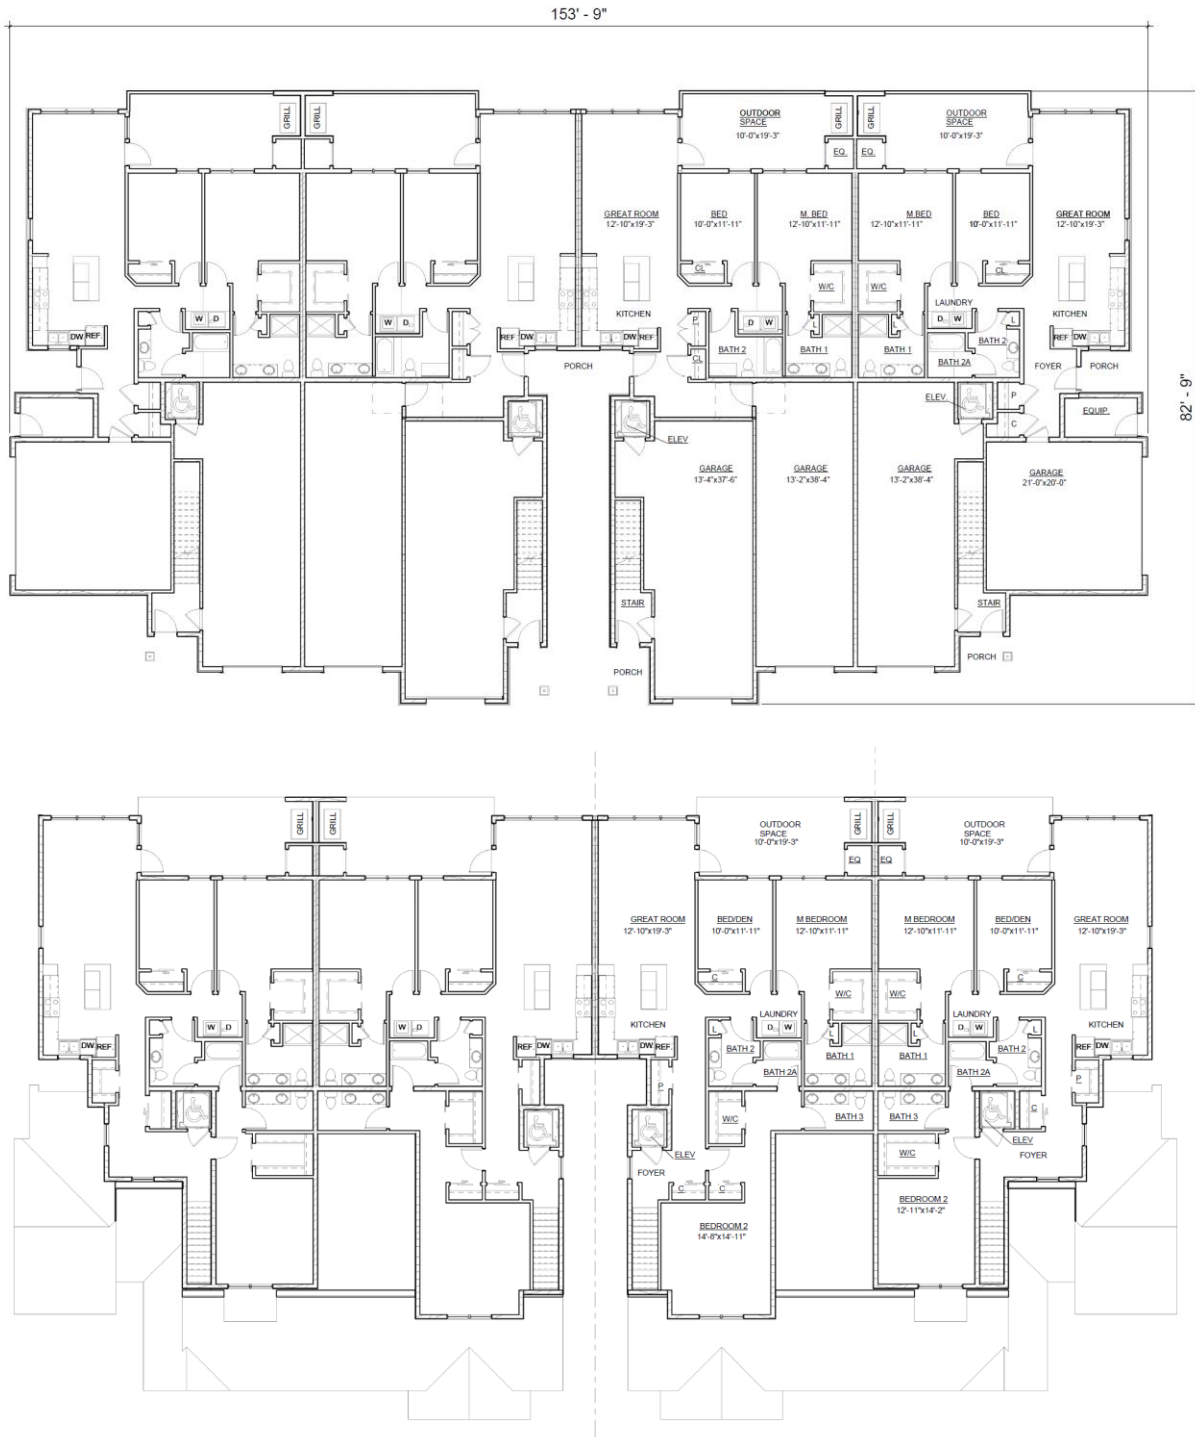 153' - 9"
GRILL
GRILL
GRILL
GRILL
OUTDOOR
SPACE
10'-0"x19'-3"
OUTDOOR
SPACE
10'-0"x19'-3"
EQ.
EQ.
GREAT ROOM
12'-10"x19'-3"
BED
10'-0"x11'-11"
M. BED
12'-10"x11'-11"
M.BED
12'-10"x11'-11"
BED
10'-0"x11'-11"
GREAT ROOM
12'-10"x19'-3"
CL
W/C
W/C
CL
LAUNDRY
KITCHEN
KITCHEN
W D
W D
P
D W
L
L
D W
L
DW REF.
REF. DW
DW REF.
REF. DW
BATH 2
BATH 1
BATH 1
BATH 2
BATH 2A
PORCH
CL
FOYER
PORCH
ELEV
P
EQUIP.
C
ELEV
82' - 9"
GARAGE
13'-4"x37'-6"
GARAGE
13'-2"x38'-4"
GARAGE
13'-2"x38'-4"
GARAGE
21'-0"x20'-0"
STAIR
STAIR
PORCH
PORCH
GRILL
GRILL
GRILL
GRILL
OUTDOOR
SPACE
10'-0"x19'-3"
OUTDOOR
SPACE
10'-0"x19'-3"
EQ
EQ
GREAT ROOM
12'-10"x19'-3"
BED/DEN
10'-0"x11'-11"
M BEDROOM
12'-10"x11'-11"
M BEDROOM
12'-10"x11'-11"
BED/DEN
10'-0"x11'-11"
GREAT ROOM
12'-10"x19'-3"
C
W/C
W/C
C
LAUNDRY
LAUNDRY
KITCHEN
KITCHEN
W D
W D
L
D W
L
L
D W
L
DW REF.
REF. DW
DW REF.
REF. DW
BATH 2
BATH 1
BATH 1
BATH 2
BATH 2A
BATH 2A
P
P
W/C
BATH 3
BATH 3
C
ELEV
ELEV
W/C
FOYER
FOYER
C
C
BEDROOM 2
12'-11"x14'-2"
BEDROOM 2
14'-8"x14'-11"